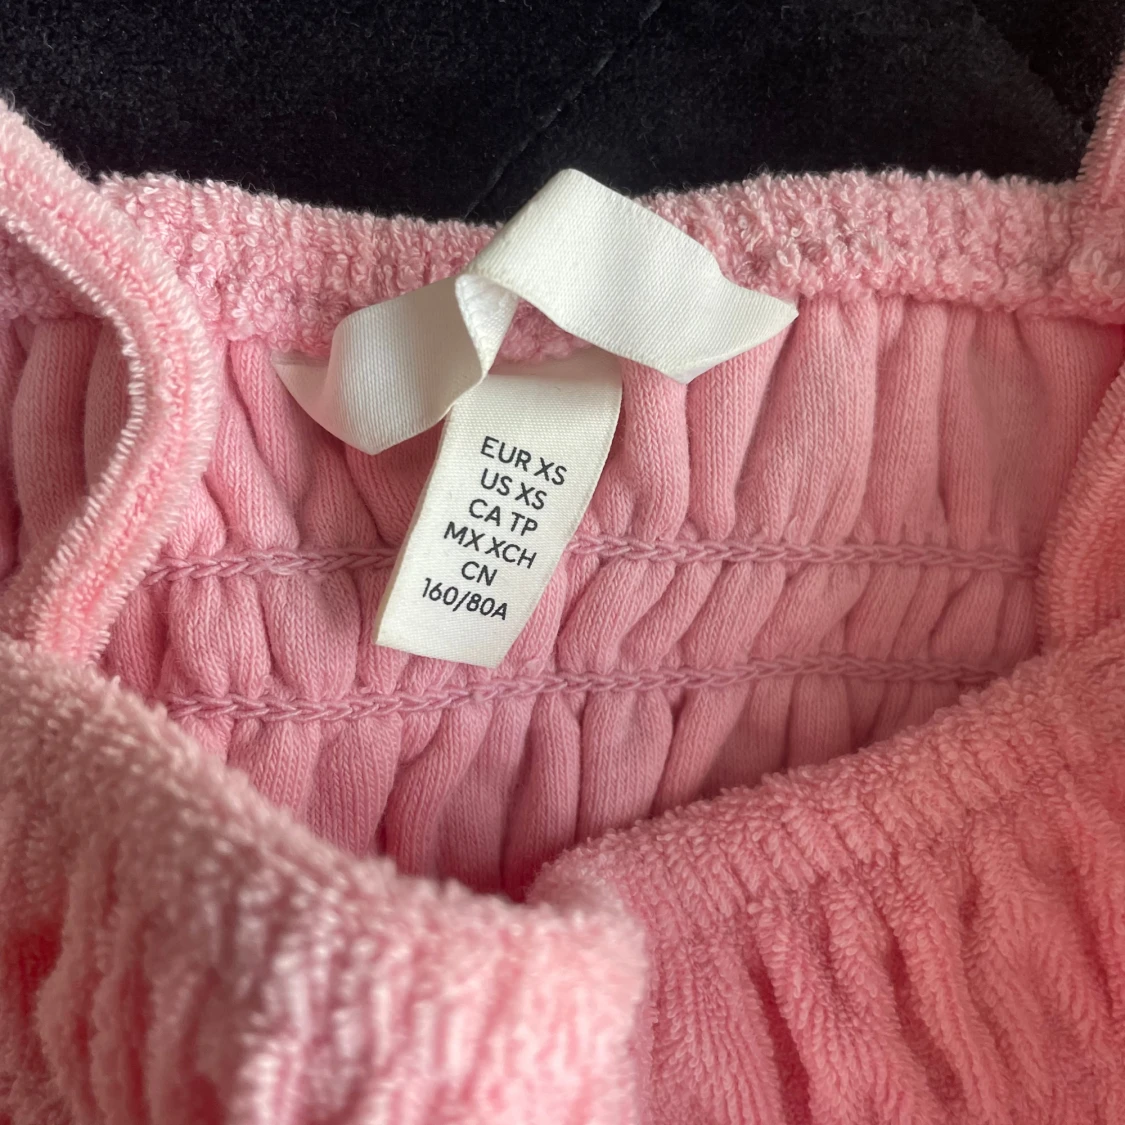 EUR XS
US XS
CA TP
MX XCH
CN
160/80A